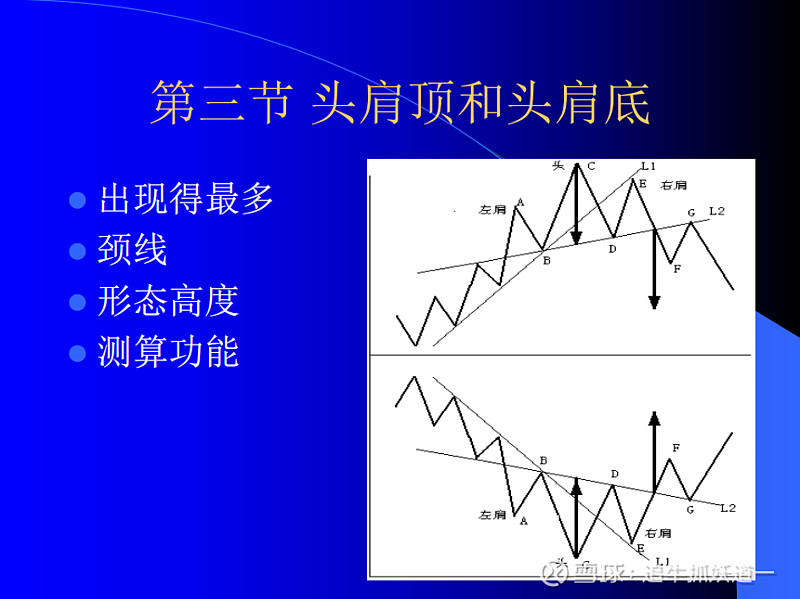 第三节 头肩顶和头肩底
出现得最多
颈线
形态高度
测算功能
头 C L1
E 右肩
左肩 A
G L2
B D
F
B D F
左肩 A
G L2
右肩
E
头 C L1
雪球：追牛抓妖道一